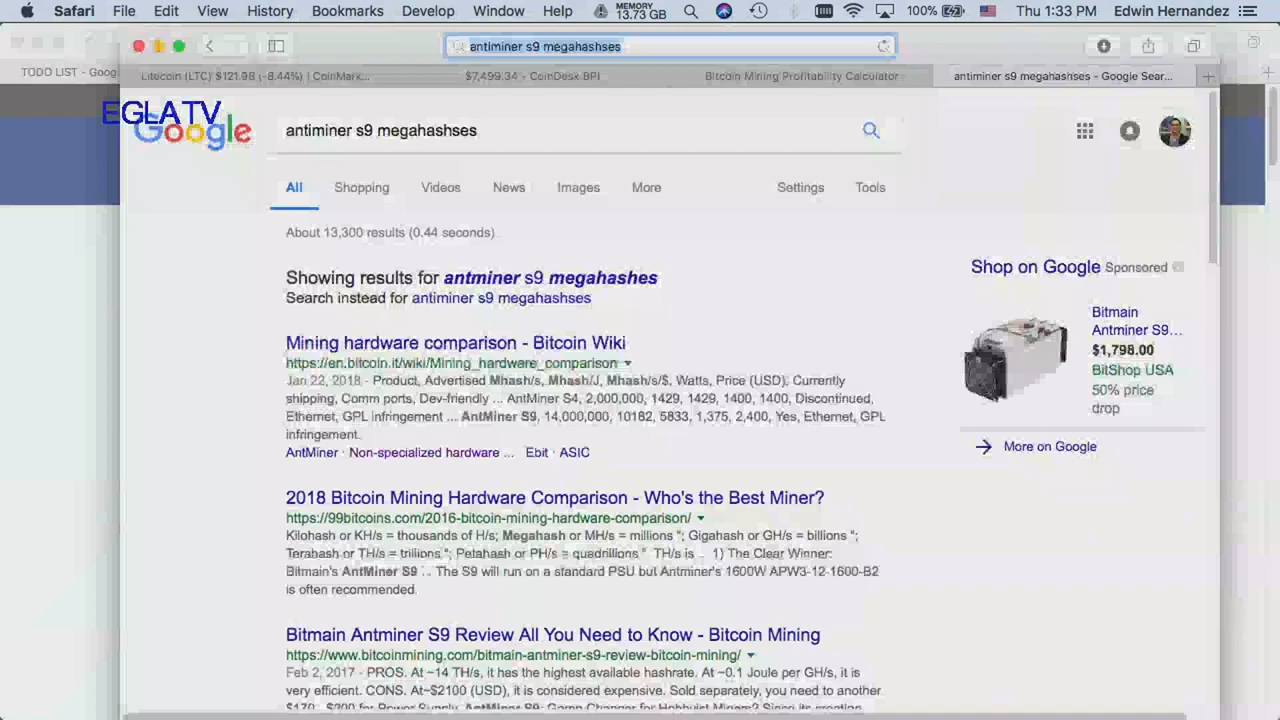 Safari File Edit View History Bookmarks Develop Window Help MEMORY 13.73 GB 100% Thu 1:33 PM Edwin Hernandez
antiminer s9 megahashses
TODO LIST - Goog
Litecoin (LTC) $121.98 (-8.44%) | CoinMark... $7,499.34 - CoinDesk BPI Bitcoin Mining Profitability Calculator antiminer s9 megahashses - Google Sear...
EGLATV
Google antiminer s9 megahashses
All Shopping Videos News Images More Settings Tools
About 13,300 results (0.44 seconds)
Showing results for antminer s9 megahashes
Search instead for antiminer s9 megahashses
Mining hardware comparison - Bitcoin Wiki
https://en.bitcoin.it/wiki/Mining_hardware_comparison
Jan 22, 2018 - Product, Advertised Mhash/s, Mhash/J, Mhash/s/$, Watts, Price (USD), Currently
shipping, Comm ports, Dev-friendly ... AntMiner S4, 2,000,000, 1429, 1429, 1400, 1400, Discontinued,
Ethernet, GPL infringement ... AntMiner S9, 14,000,000, 10182, 5833, 1,375, 2,400, Yes, Ethernet, GPL
infringement.
AntMiner · Non-specialized hardware ... · Ebit · ASIC
2018 Bitcoin Mining Hardware Comparison - Who's the Best Miner?
https://99bitcoins.com/2016-bitcoin-mining-hardware-comparison/
Kilohash or KH/s = thousands of H/s; Megahash or MH/s = millions "; Gigahash or GH/s = billions ";
Terahash or TH/s = trillions "; Petahash or PH/s = quadrillions " TH/s is .. 1) The Clear Winner:
Bitmain's AntMiner S9 ... The S9 will run on a standard PSU but Antminer's 1600W APW3-12-1600-B2
is often recommended.
Bitmain Antminer S9 Review All You Need to Know - Bitcoin Mining
https://www.bitcoinmining.com/bitmain-antminer-s9-review-bitcoin-mining/
Feb 2, 2017 - PROS. At ~14 TH/s, it has the highest available hashrate. At ~0.1 Joule per GH/s, it is
very efficient. CONS. At~$2100 (USD), it is considered expensive. Sold separately, you need to another
$170 - $200 for Power Supply. AntMiner S9: Game Changer for Hobbyist Miners? Since its creation
Shop on Google Sponsored
Bitmain
Antminer S9...
$1,798.00
BitShop USA
50% price
drop
More on Google